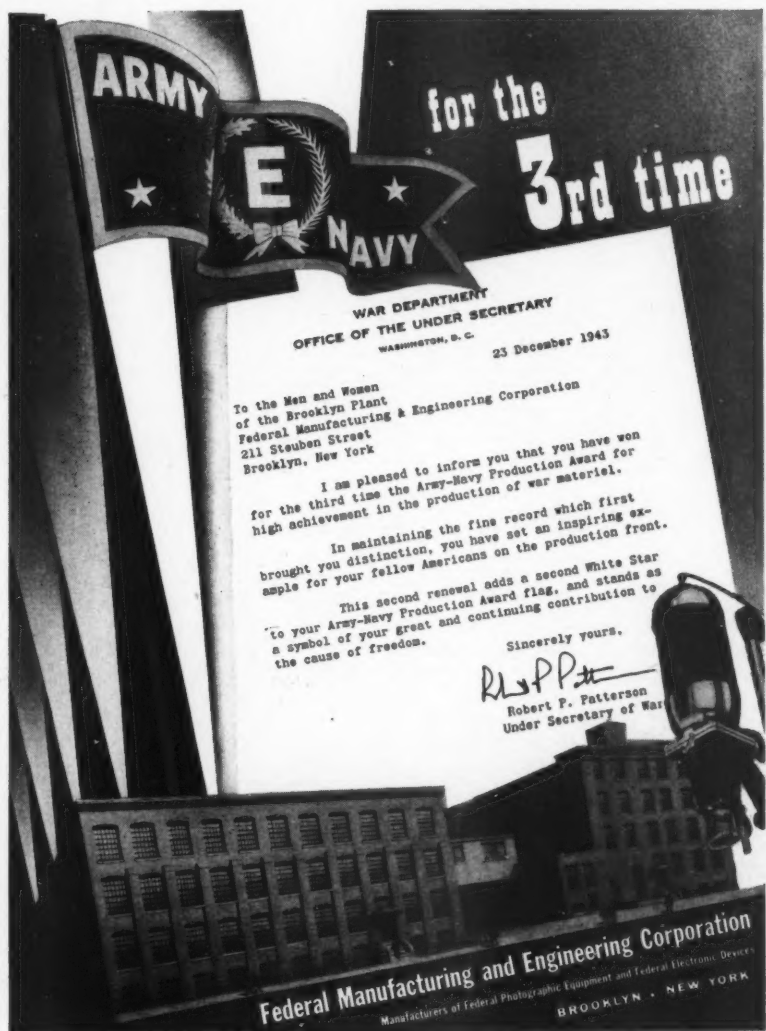 ARMY
E
NAVY
for the
3rd time
WAR DEPARTMENT
OFFICE OF THE UNDER SECRETARY
WASHINGTON, D. C.
23 December 1943
To the Men and Women
of the Brooklyn Plant
Federal Manufacturing & Engineering Corporation
211 Steuben Street
Brooklyn, New York
I am pleased to inform you that you have won
for the third time the Army-Navy Production Award for
high achievement in the production of war materiel.
In maintaining the fine record which first
brought you distinction, you have set an inspiring ex-
ample for your fellow Americans on the production front.
This second renewal adds a second White Star
to your Army-Navy Production Award flag, and stands as
a symbol of your great and continuing contribution to
the cause of freedom.
Sincerely yours,
Robert P. Patterson
Robert P. Patterson
Under Secretary of War
Federal Manufacturing and Engineering Corporation
Manufacturers of Federal Photographic Equipment and Federal Electronic Devices
BROOKLYN • NEW YORK